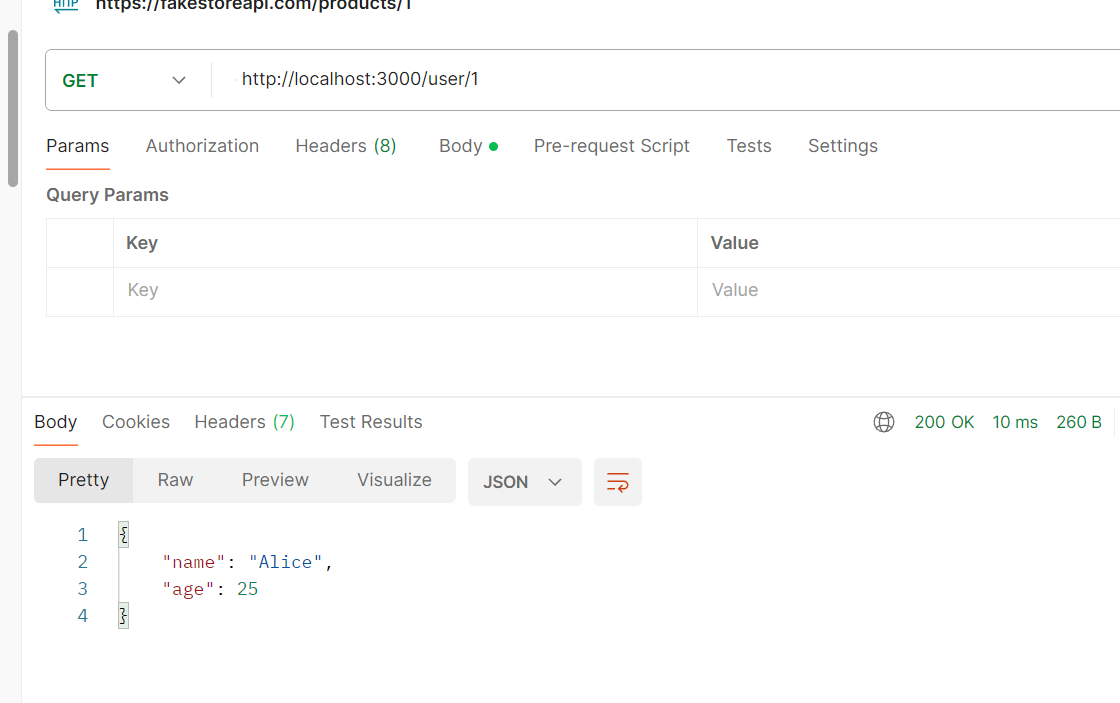 HTTP https://fakestoreapi.com/products/1
GET http://localhost:3000/user/1
Params Authorization Headers (8) Body Pre-request Script Tests Settings
Query Params
Key Value
Key Value
Body Cookies Headers (7) Test Results 200 OK 10 ms 260 B
Pretty Raw Preview Visualize JSON
1 {
2 "name": "Alice",
3 "age": 25
4 }